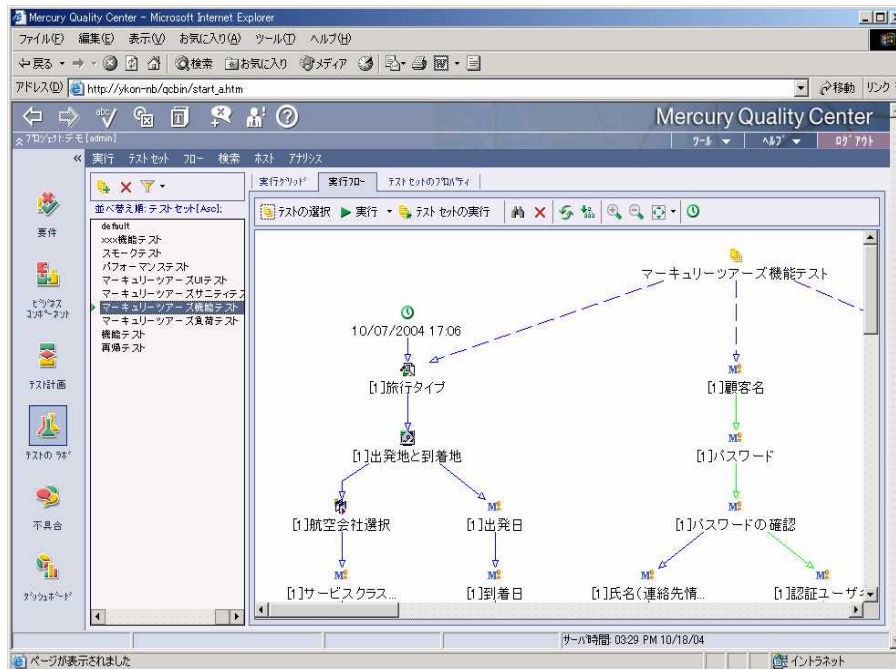 Mercury Quality Center - Microsoft Internet Explorer
ファイル(F) 編集(E) 表示(V) お気に入り(A) ツール(T) ヘルプ(H)
戻る 検索 お気に入り メディア
アドレス(D) http://ykon-nb/qcbin/start_a.htm 移動 リンク
Mercury Quality Center
プロジェクト:デモ [admin] ツール ヘルプ ログアウト
« 実行 テストセット フロー 検索 ホスト アナリシス
要件
ビジネス
コンポーネント
テスト計画
テストの ラボ
不具合
ダッシュボード
並べ替え順: テストセット[Asc];
default
xxx機能テスト
スモークテスト
パフォーマンステスト
マーキュリーツアーズUIテスト
マーキュリーツアーズサニティテス
マーキュリーツアーズ機能テスト
マーキュリーツアーズ負荷テスト
機能テスト
再帰テスト
実行グリッド 実行フロー テストセットのプロパティ
テストの選択 実行 テストセットの実行
マーキュリーツアーズ機能テスト
10/07/2004 17:06
[1]旅行タイプ [1]顧客名
[1]出発地と到着地 [1]パスワード
[1]航空会社選択 [1]出発日 [1]パスワードの確認
[1]サービスクラス... [1]到着日 [1]氏名(連絡先情... [1]認証ユーザ
サーバ時間: 03:29 PM 10/18/04
ページが表示されました イントラネット